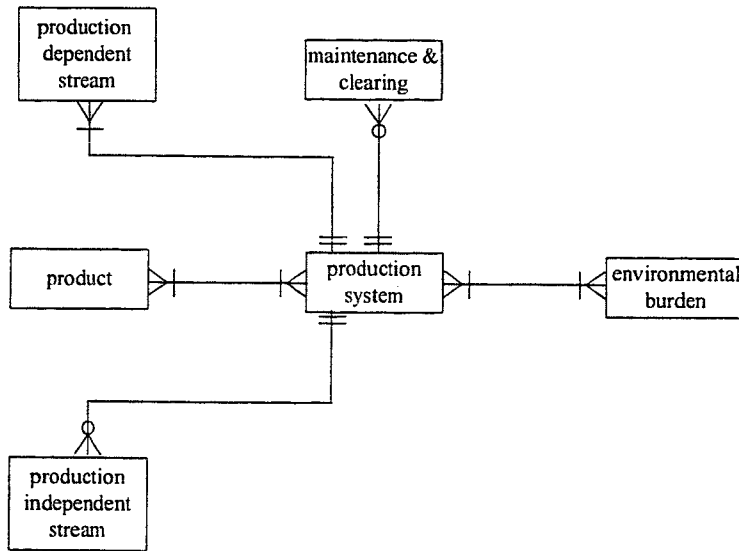 production
dependent
stream
maintenance &
clearing
product
production
system
environmental
burden
production
independent
stream